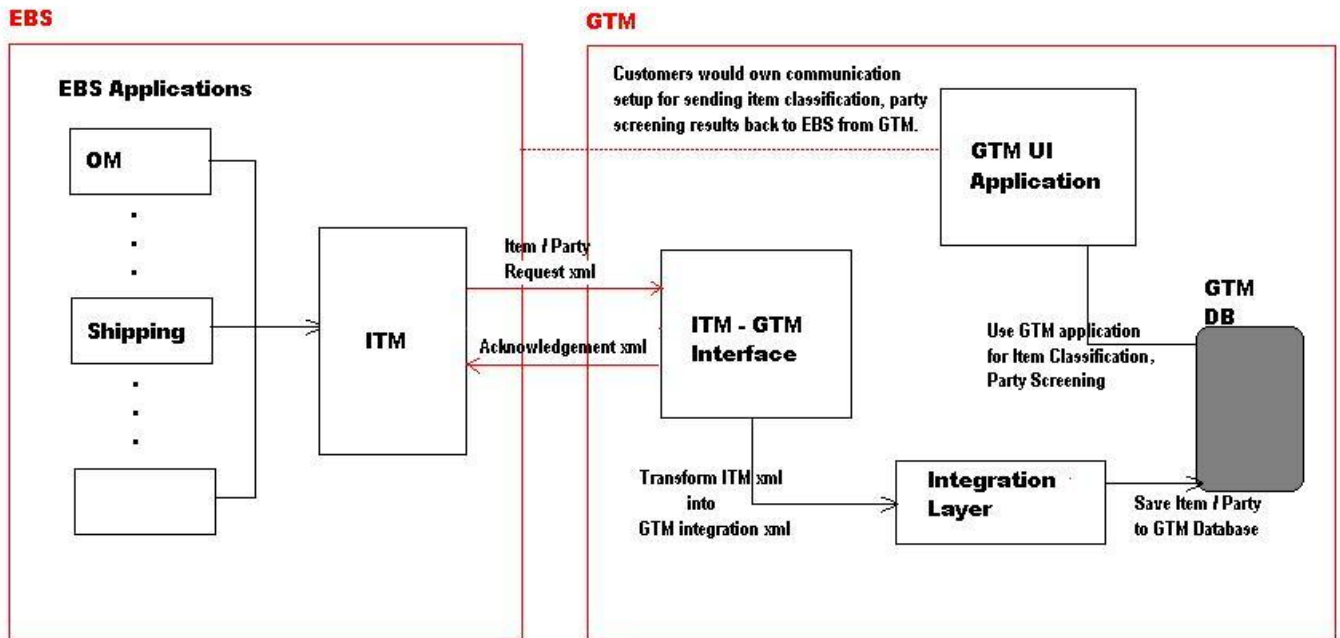 EBS
GTM
EBS Applications
OM
Shipping
ITM
Item / Party
Request xml
Acknowledgement xml
Customers would own communication
setup for sending item classification, party
screening results back to EBS from GTM.
GTM UI
Application
ITM - GTM
Interface
GTM
DB
Use GTM application
for Item Classification,
Party Screening
Transform ITM xml
into
GTM integration xml
Integration
Layer
Save Item / Party
to GTM Database